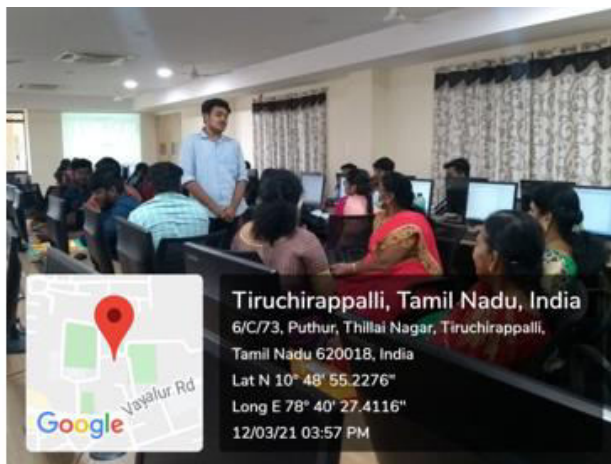 Tiruchirappalli, Tamil Nadu, India
6/C/73, Puthur, Thillai Nagar, Tiruchirappalli,
Tamil Nadu 620018, India
Lat N 10° 48' 55.2276"
Long E 78° 40' 27.4116"
12/03/21 03:57 PM
Vayalur Rd
Google